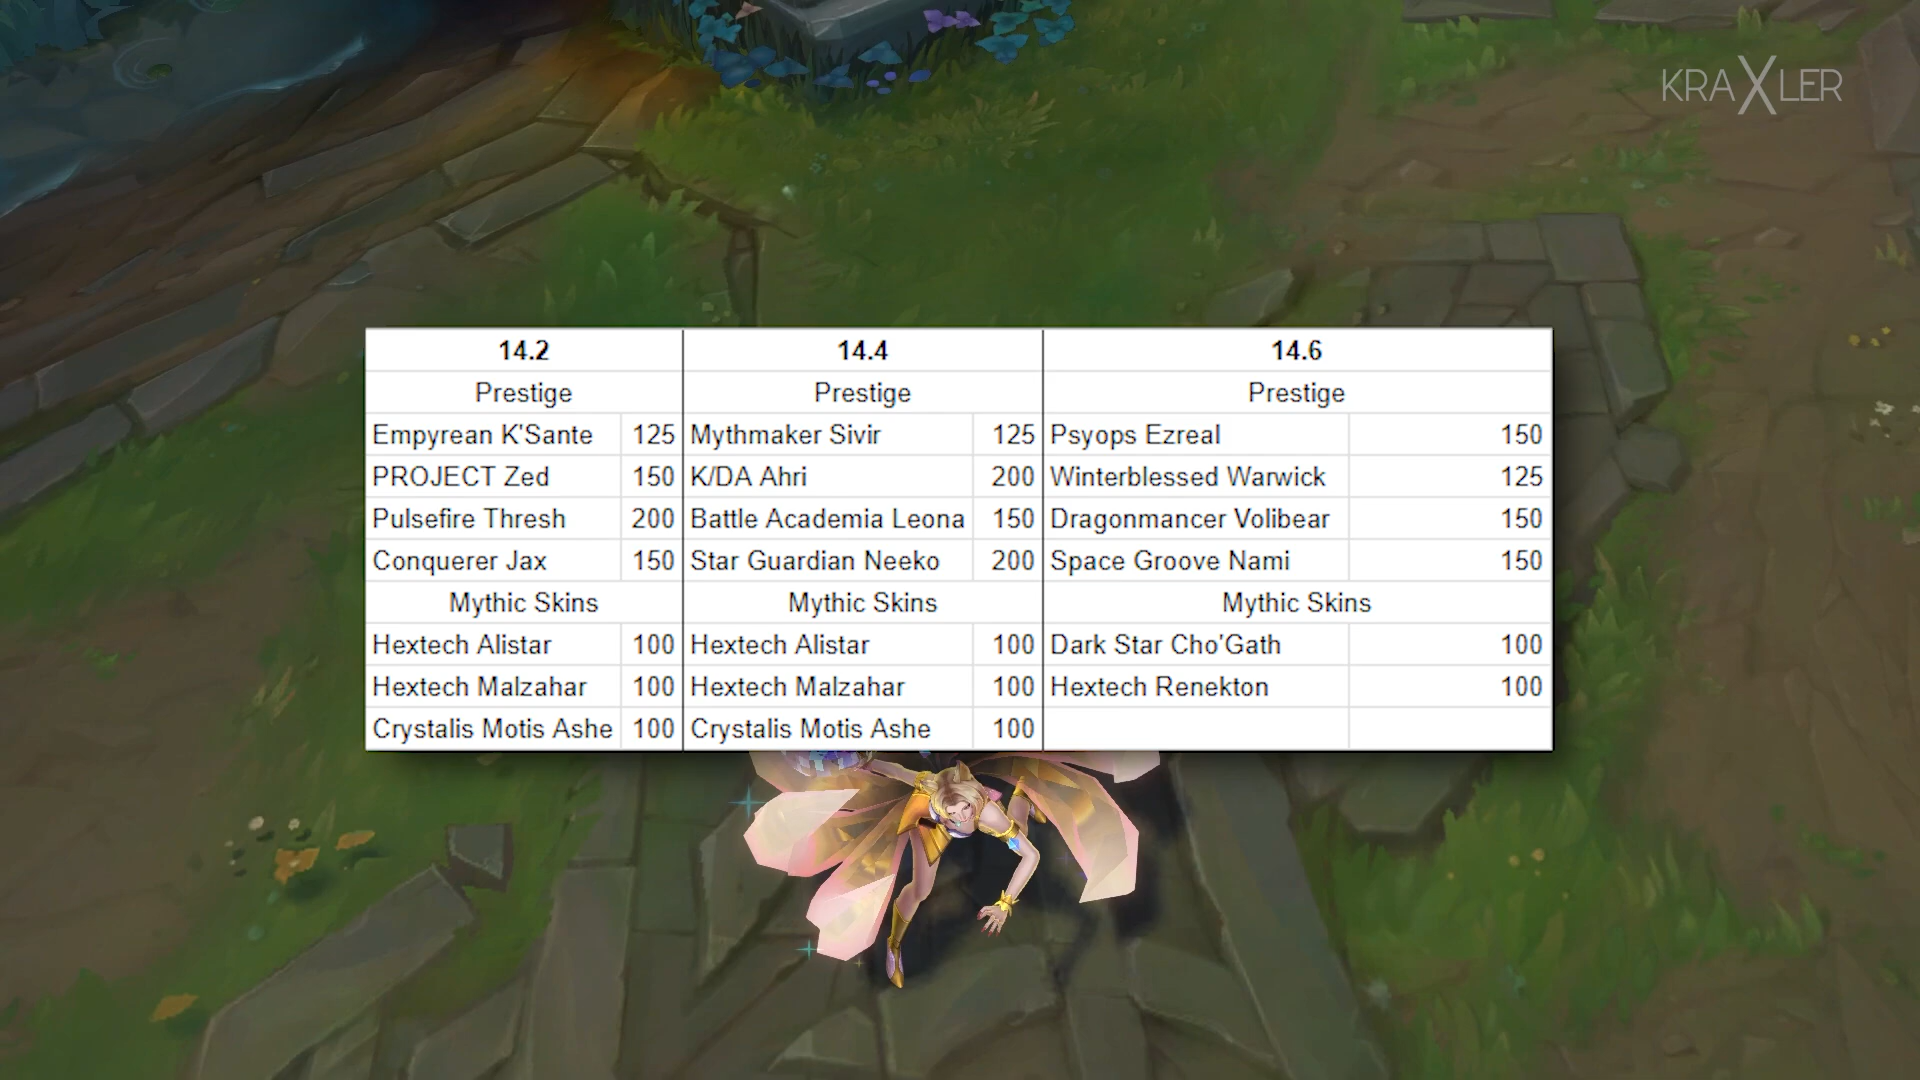 KRAXLER
14.2 14.4 14.6
Prestige Prestige Prestige
Empyrean K'Sante 125 Mythmaker Sivir 125 Psyops Ezreal 150
PROJECT Zed 150 K/DA Ahri 200 Winterblessed Warwick 125
Pulsefire Thresh 200 Battle Academia Leona 150 Dragonmancer Volibear 150
Conquerer Jax 150 Star Guardian Neeko 200 Space Groove Nami 150
Mythic Skins Mythic Skins Mythic Skins
Hextech Alistar 100 Hextech Alistar 100 Dark Star Cho'Gath 100
Hextech Malzahar 100 Hextech Malzahar 100 Hextech Renekton 100
Crystalis Motis Ashe 100 Crystalis Motis Ashe 100